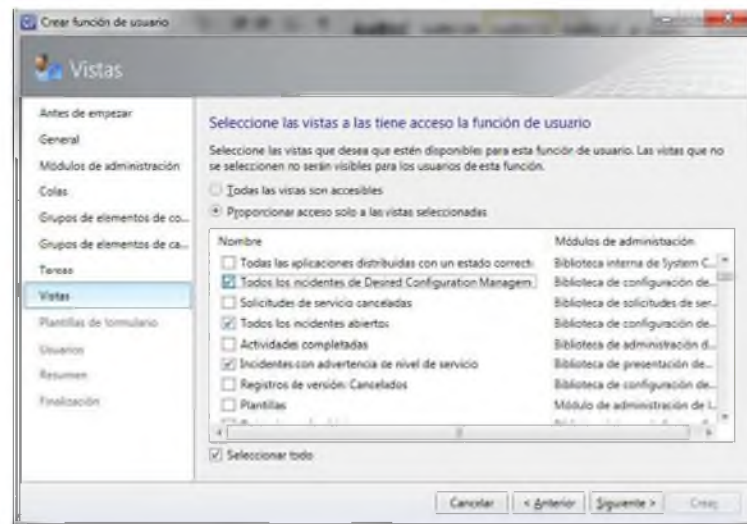 Crear función de usuario
Vistas
Antes de empezar
General
Módulos de administración
Colas
Grupos de elementos de co...
Grupos de elementos de ca...
Tareas
Vistas
Plantillas de formulario
Usuarios
Resumen
Finalización
Seleccione las vistas a las tiene acceso la función de usuario
Seleccione las vistas que desea que estén disponibles para esta función de usuario. Las vistas que no
se seleccionen no serán visibles para los usuarios de esta función.
Todas las vistas son accesibles
Proporcionar acceso solo a las vistas seleccionadas
Nombre Módulos de administración
Todas las aplicaciones distribuidas con un estado correct Biblioteca interna de System C...
Todos los incidentes de Desired Configuration Managem Biblioteca de configuración de...
Solicitudes de servicio canceladas Biblioteca de solicitudes de ser...
Todos los incidentes abiertos Biblioteca de configuración de...
Actividades completadas Biblioteca de administración d...
Incidentes con advertencia de nivel de servicio Biblioteca de presentación de...
Registros de versión: Cancelados Biblioteca de configuración de...
Plantillas Módulo de administración de L...
Seleccionar todo
Cancelar < Anterior Siguiente > Crear